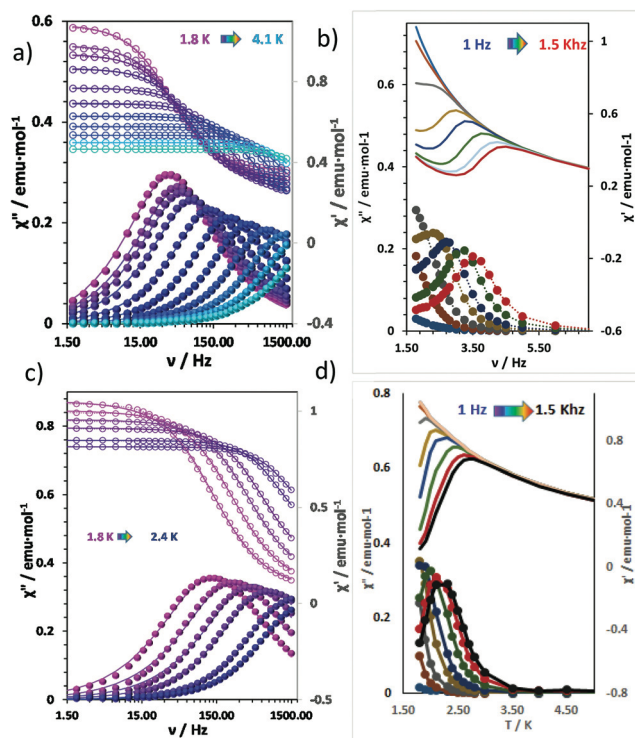 a)
1.8 K 4.1 K
χ'' / emu·mol⁻¹
0.6
0.4
0.2
0
0.8
0.4
0
-0.4
χ' / emu·mol⁻¹
1.50 15.00 150.00 1500.00
ν / Hz
b)
1 Hz 1.5 Khz
χ'' / emu·mol-1
0.8
0.6
0.4
0.2
0
1
0.6
0.2
-0.2
-0.6
χ' / emu·mol-1
1.50 3.50 5.50
ν / Hz
c)
1.8 K 2.4 K
χ'' / emu·mol⁻¹
0.8
0.6
0.4
0.2
0
1
0.5
0
-0.5
χ' / emu·mol⁻¹
1.50 15.00 150.00 1500.00
ν / Hz
d)
1 Hz 1.5 Khz
χ'' / emu·mol-1
0.8
0.6
0.4
0.2
0
0.8
0.4
0
-0.4
-0.8
χ' / emu·mol-1
1.50 2.50 3.50 4.50
T / K